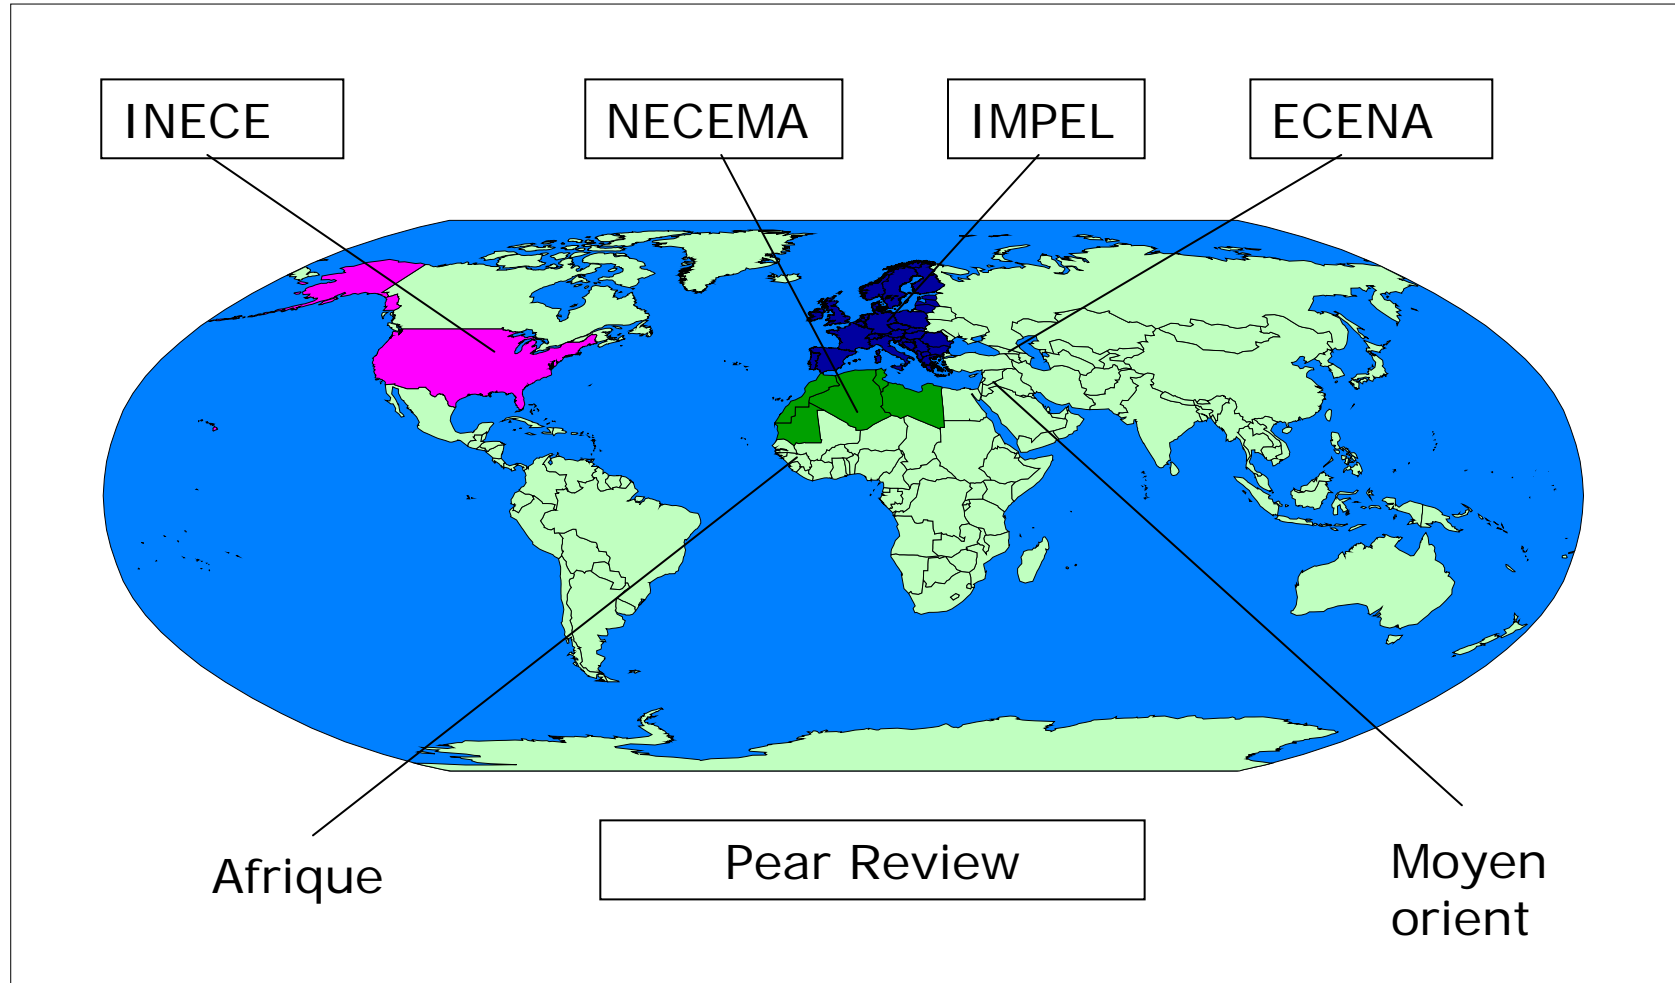 INECE
NECEMA
IMPEL
ECENA
Afrique
Pear Review
Moyen
orient